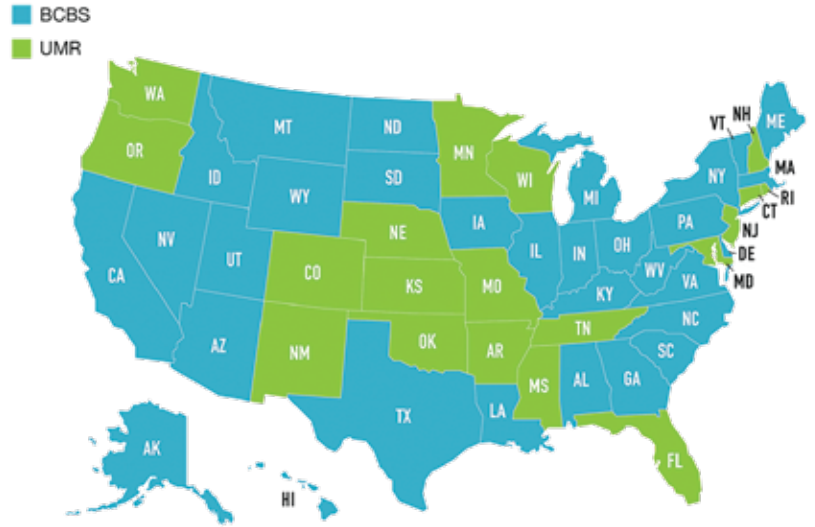 BCBS
UMR
WA
MT
ND
MN
VT
NH
ME
OR
ID
SD
WI
MI
NY
MA
WY
RI
CT
NV
UT
NE
IA
IL
IN
OH
PA
NJ
DE
MD
CA
CO
KS
MO
WV
VA
KY
NC
AZ
NM
OK
AR
TN
SC
TX
LA
MS
AL
GA
AK
HI
FL